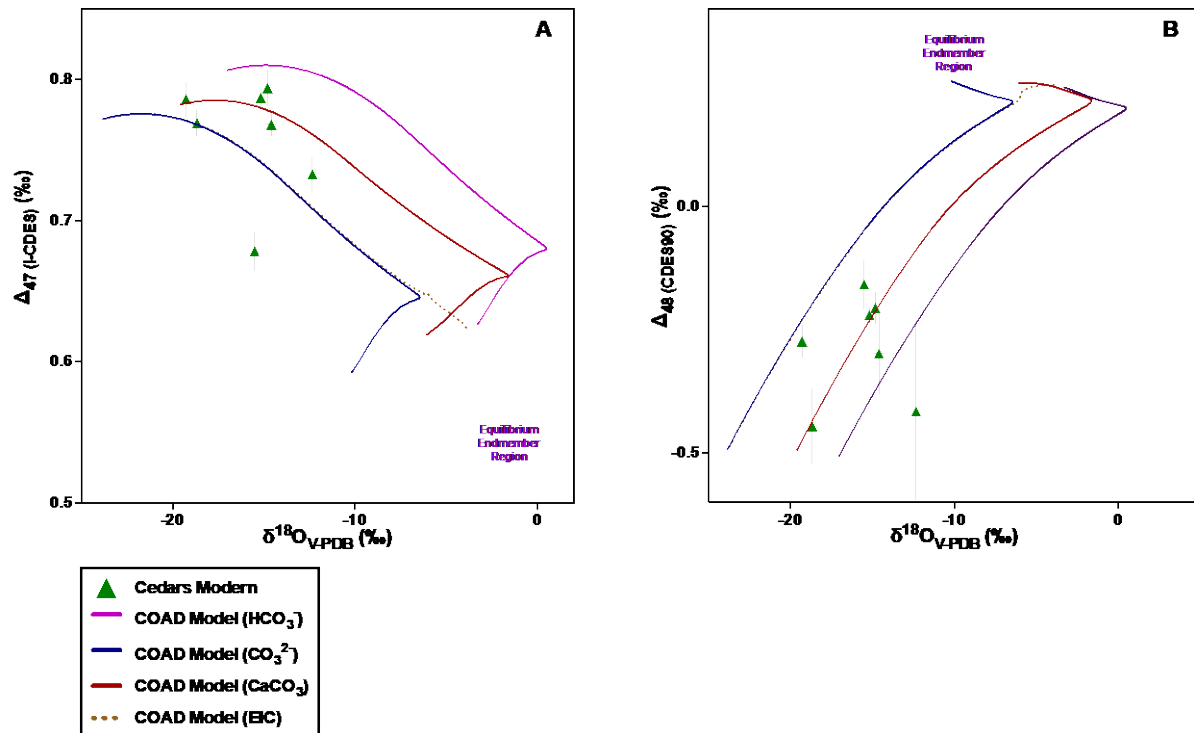 A
0.8
0.7
0.6
0.5
Δ47 (I-CDES) (‰)
Equilibrium
Endmember
Region
-20
-10
0
δ¹⁸O V-PDB (‰)
B
Equilibrium
Endmember
Region
0.0
-0.5
Δ48 (CDES90) (‰)
-20
-10
0
δ¹⁸O V-PDB (‰)
Cedars Modern
COAD Model (HCO₃⁻)
COAD Model (CO₃²⁻)
COAD Model (CaCO₃)
COAD Model (EIC)